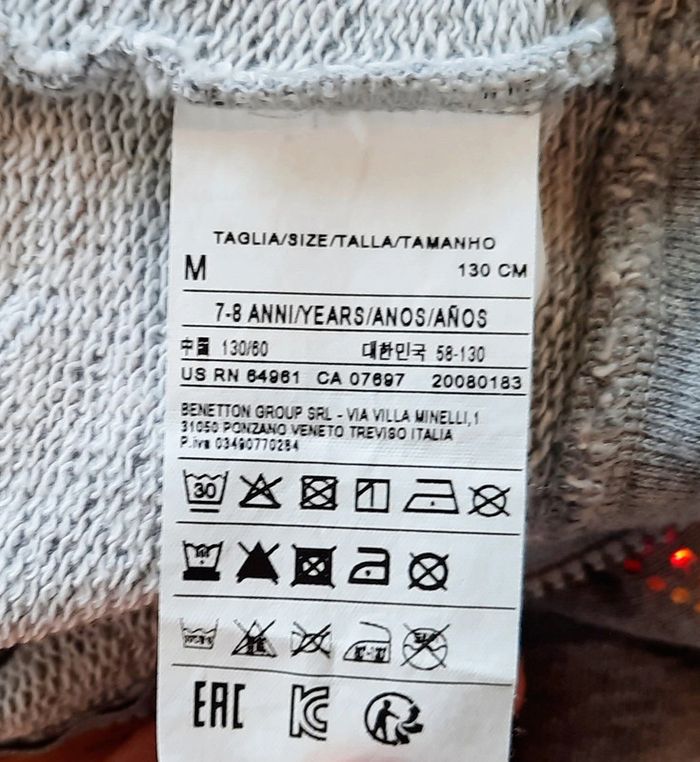 TAGLIA/SIZE/TALLA/TAMANHO
M 130 CM
7-8 ANNI/YEARS/ANOS/AÑOS
中国 130/60 대한민국 58-130
US RN 64961 CA 07697 20080183
BENETTON GROUP SRL - VIA VILLA MINELLI,1
31050 PONZANO VENETO TREVISO ITALIA
P.iva 03490770264
30
EAC
KC